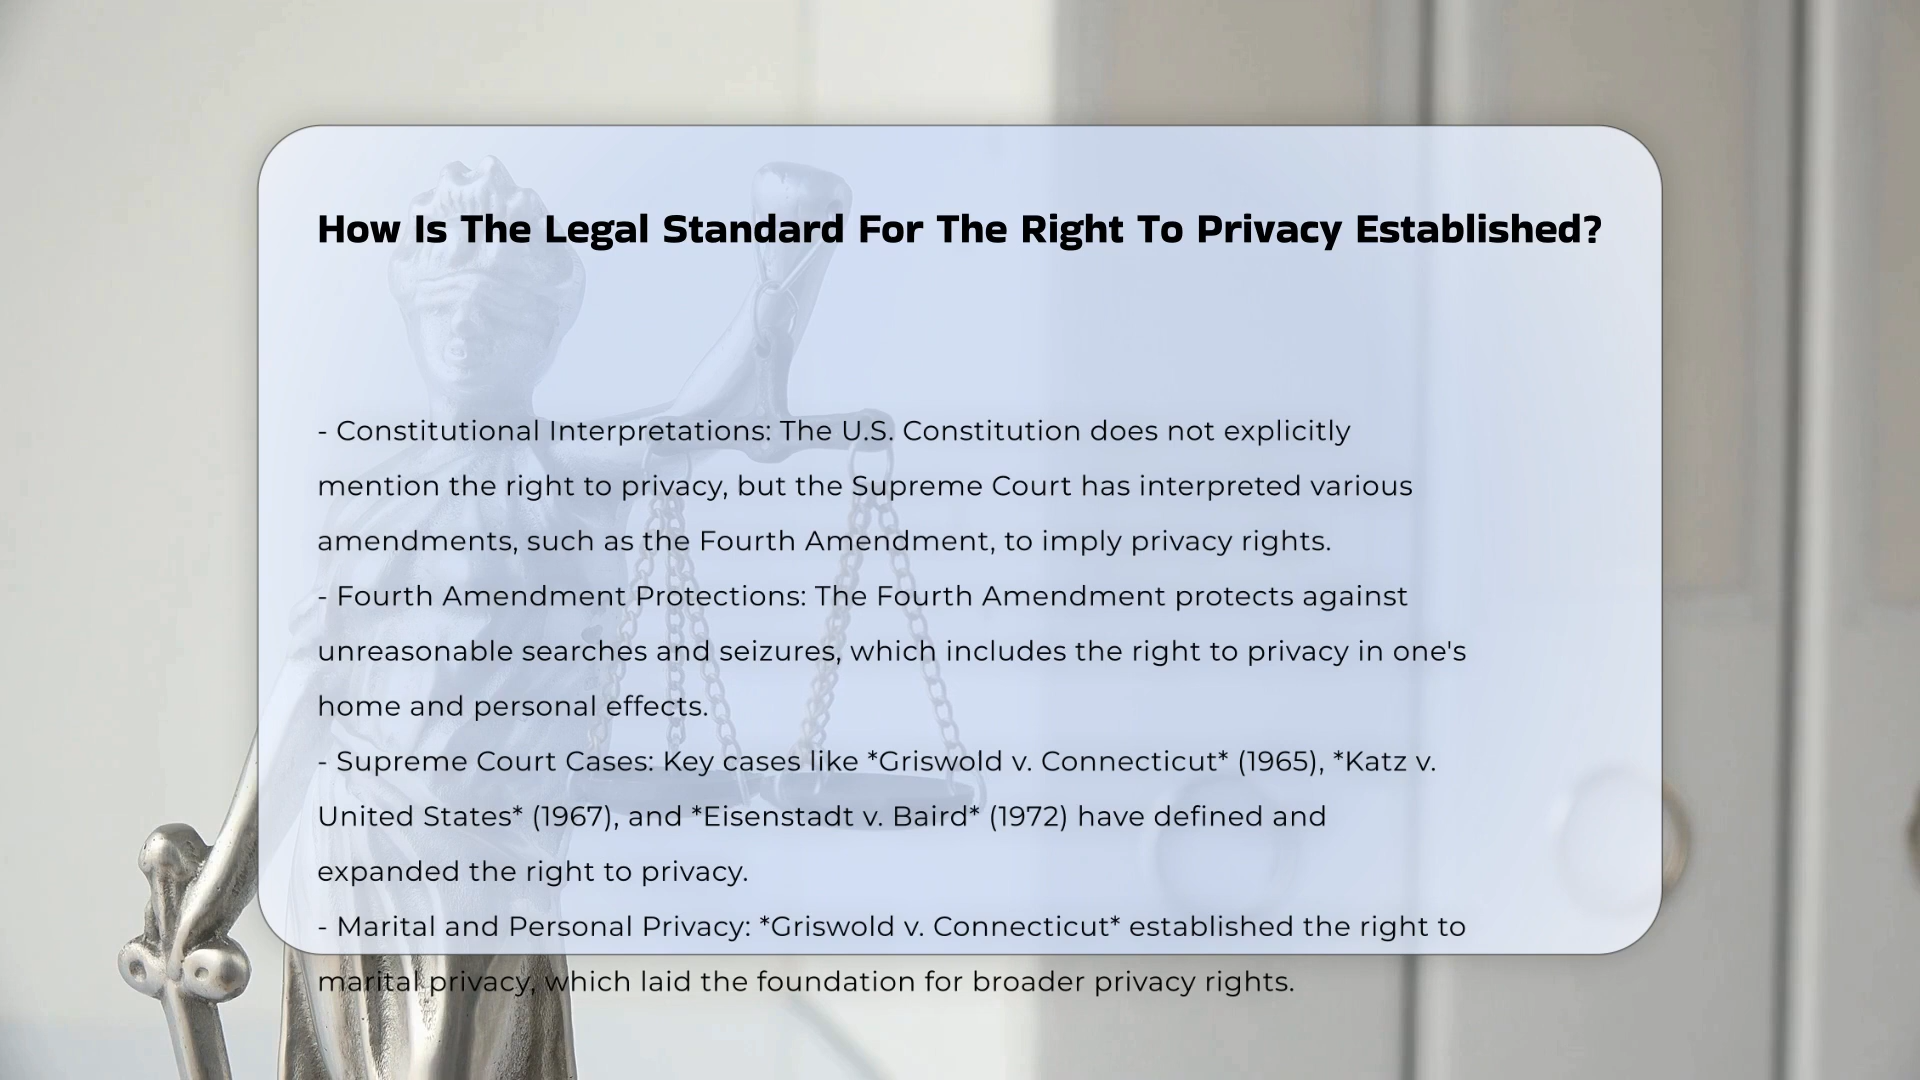 How Is The Legal Standard For The Right To Privacy Established?
- Constitutional Interpretations: The U.S. Constitution does not explicitly
mention the right to privacy, but the Supreme Court has interpreted various
amendments, such as the Fourth Amendment, to imply privacy rights.
- Fourth Amendment Protections: The Fourth Amendment protects against
unreasonable searches and seizures, which includes the right to privacy in one's
home and personal effects.
- Supreme Court Cases: Key cases like *Griswold v. Connecticut* (1965), *Katz v.
United States* (1967), and *Eisenstadt v. Baird* (1972) have defined and
expanded the right to privacy.
- Marital and Personal Privacy: *Griswold v. Connecticut* established the right to
marital privacy, which laid the foundation for broader privacy rights.